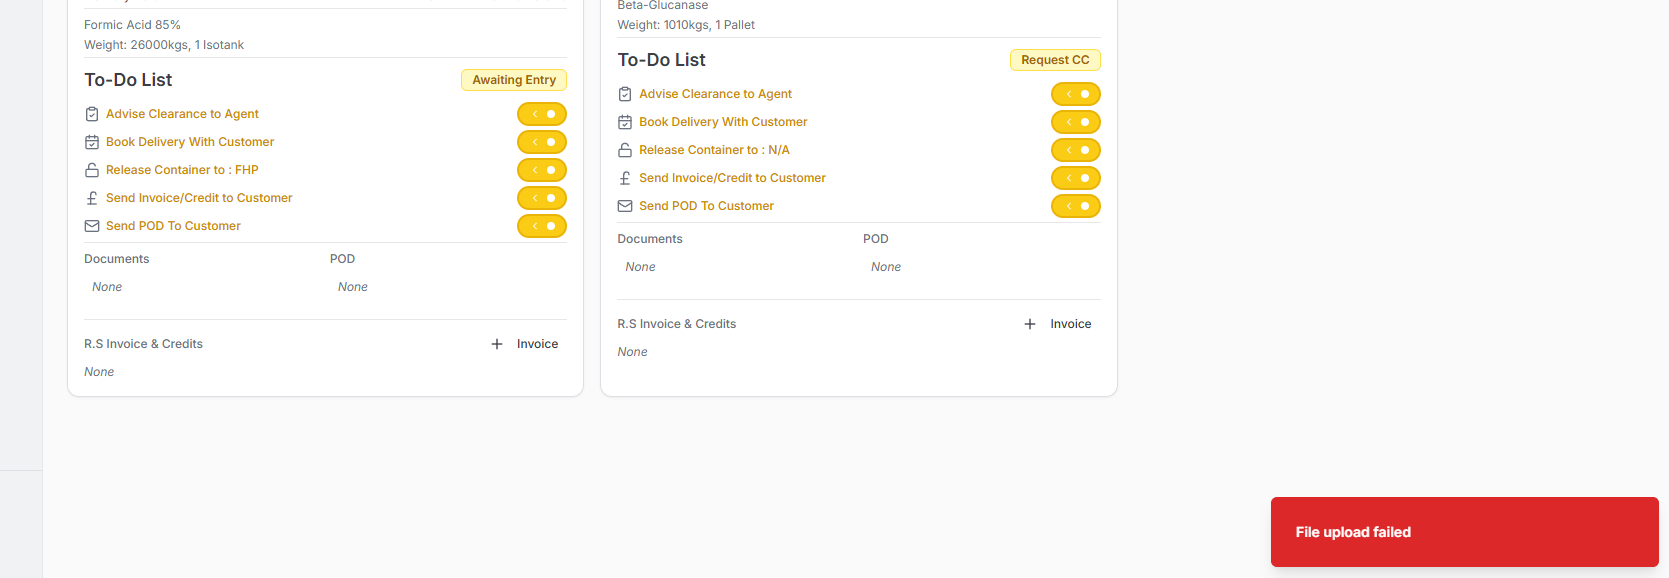 Formic Acid 85%
Weight: 26000kgs, 1 Isotank
To-Do List
Awaiting Entry
Advise Clearance to Agent
Book Delivery With Customer
Release Container to : FHP
Send Invoice/Credit to Customer
Send POD To Customer
Documents
POD
None
None
R.S Invoice & Credits
Invoice
None
Beta-Glucanase
Weight: 1010kgs, 1 Pallet
To-Do List
Request CC
Advise Clearance to Agent
Book Delivery With Customer
Release Container to : N/A
Send Invoice/Credit to Customer
Send POD To Customer
Documents
POD
None
None
R.S Invoice & Credits
Invoice
None
File upload failed